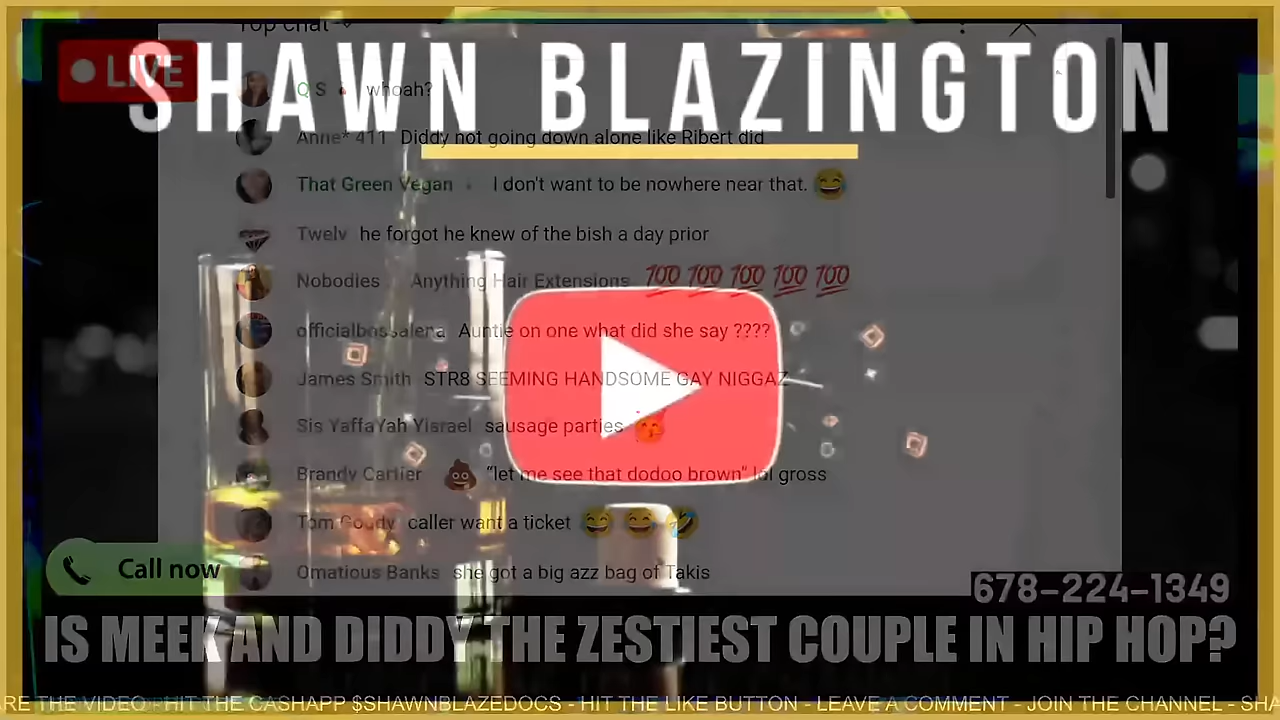 Top chat
LIVE
SHAWN BLAZINGTON
Q S whoah?
Anne* 411 Diddy not going down alone like Ribert did
That Green Vegan I don't want to be nowhere near that. 😂
Twelv he forgot he knew of the bish a day prior
Nobodies Anything Hair Extensions 💯 💯 💯 💯 💯
officialbossalena Auntie on one what did she say ????
James Smith STR8 SEEMING HANDSOME GAY NIGGAZ
Sis YaffaYah Yisrael sausage parties
Brandy Carlier 💩 “let me see that dodoo brown” lol gross
Tom Goudy caller want a ticket 😅 😅 🤣
Omatious Banks she got a big azz bag of Takis
Call now
678-224-1349
IS MEEK AND DIDDY THE ZESTIEST COUPLE IN HIP HOP?
ARE THE VIDEO - HIT THE CASHAPP $SHAWNBLAZEDOCS - HIT THE LIKE BUTTON - LEAVE A COMMENT - JOIN THE CHANNEL - SHA